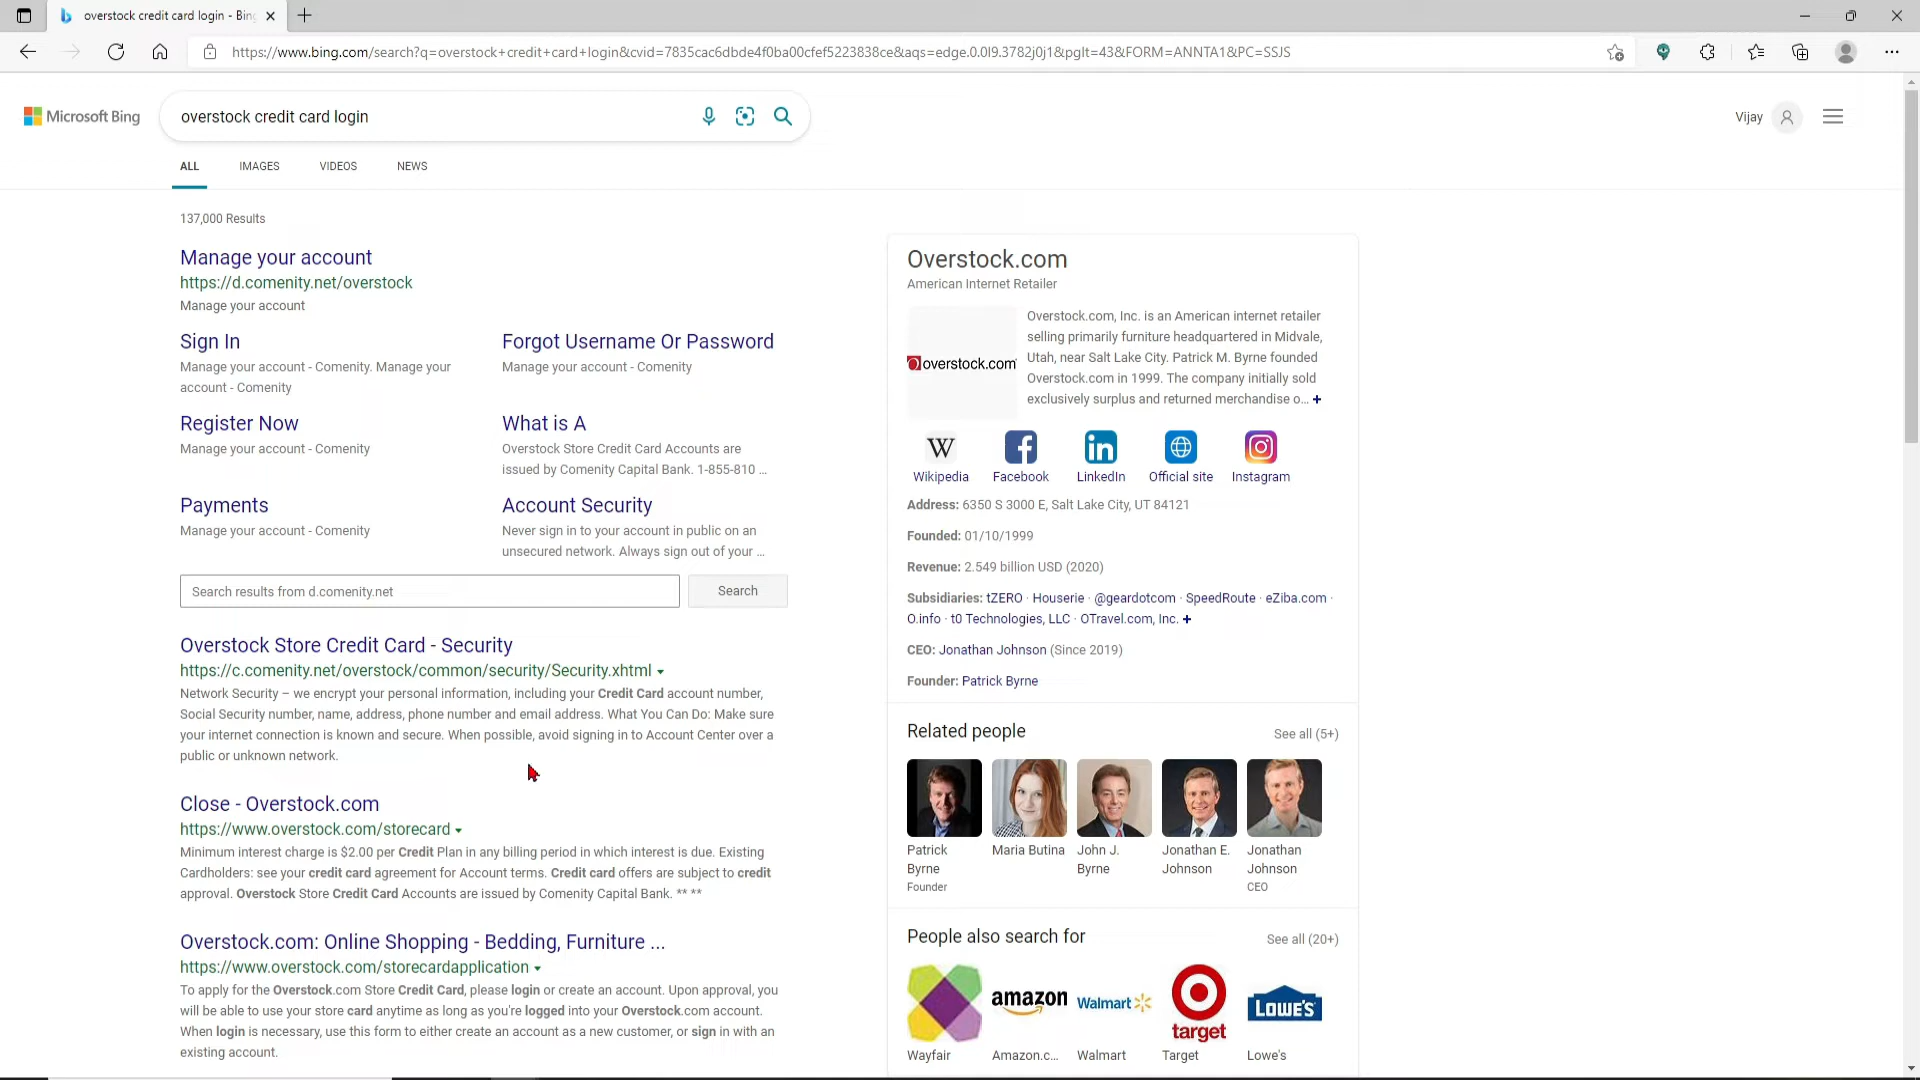 overstock credit card login - Bing
https://www.bing.com/search?q=overstock+credit+card+login&cvid=7835cac6dbde4f0ba00cfef5223838ce&aqs=edge.0.0l9.3782j0j1&pglt=43&FORM=ANNTA1&PC=SSJS
Microsoft Bing
overstock credit card login
Vijay
ALL IMAGES VIDEOS NEWS
137,000 Results
Manage your account
https://d.comenity.net/overstock
Manage your account
Sign In
Manage your account - Comenity. Manage your
account - Comenity
Forgot Username Or Password
Manage your account - Comenity
Register Now
Manage your account - Comenity
What is A
Overstock Store Credit Card Accounts are
issued by Comenity Capital Bank. 1-855-810 ...
Payments
Manage your account - Comenity
Account Security
Never sign in to your account in public on an
unsecured network. Always sign out of your ...
Search results from d.comenity.net
Search
Overstock Store Credit Card - Security
https://c.comenity.net/overstock/common/security/Security.xhtml
Network Security – we encrypt your personal information, including your Credit Card account number,
Social Security number, name, address, phone number and email address. What You Can Do: Make sure
your internet connection is known and secure. When possible, avoid signing in to Account Center over a
public or unknown network.
Close - Overstock.com
https://www.overstock.com/storecard
Minimum interest charge is $2.00 per Credit Plan in any billing period in which interest is due. Existing
Cardholders: see your credit card agreement for Account terms. Credit card offers are subject to credit
approval. Overstock Store Credit Card Accounts are issued by Comenity Capital Bank. ** **
Overstock.com: Online Shopping - Bedding, Furniture ...
https://www.overstock.com/storecardapplication
To apply for the Overstock.com Store Credit Card, please login or create an account. Upon approval, you
will be able to use your store card anytime as long as you're logged into your Overstock.com account.
When login is necessary, use this form to either create an account as a new customer, or sign in with an
existing account.
Overstock.com
American Internet Retailer
overstock.com
Overstock.com, Inc. is an American internet retailer
selling primarily furniture headquartered in Midvale,
Utah, near Salt Lake City. Patrick M. Byrne founded
Overstock.com in 1999. The company initially sold
exclusively surplus and returned merchandise o... +
W
in
Wikipedia Facebook LinkedIn Official site Instagram
Address: 6350 S 3000 E, Salt Lake City, UT 84121
Founded: 01/10/1999
Revenue: 2.549 billion USD (2020)
Subsidiaries: tZERO · Houserie · @geardotcom · SpeedRoute · eZiba.com ·
O.info · t0 Technologies, LLC · OTravel.com, Inc. +
CEO: Jonathan Johnson (Since 2019)
Founder: Patrick Byrne
Related people
See all (5+)
Patrick
Byrne
Founder
Maria Butina
John J.
Byrne
Jonathan E.
Johnson
Jonathan
Johnson
CEO
People also search for
See all (20+)
amazon
Walmart
target
LOWE'S
Wayfair Amazon.c... Walmart Target Lowe's